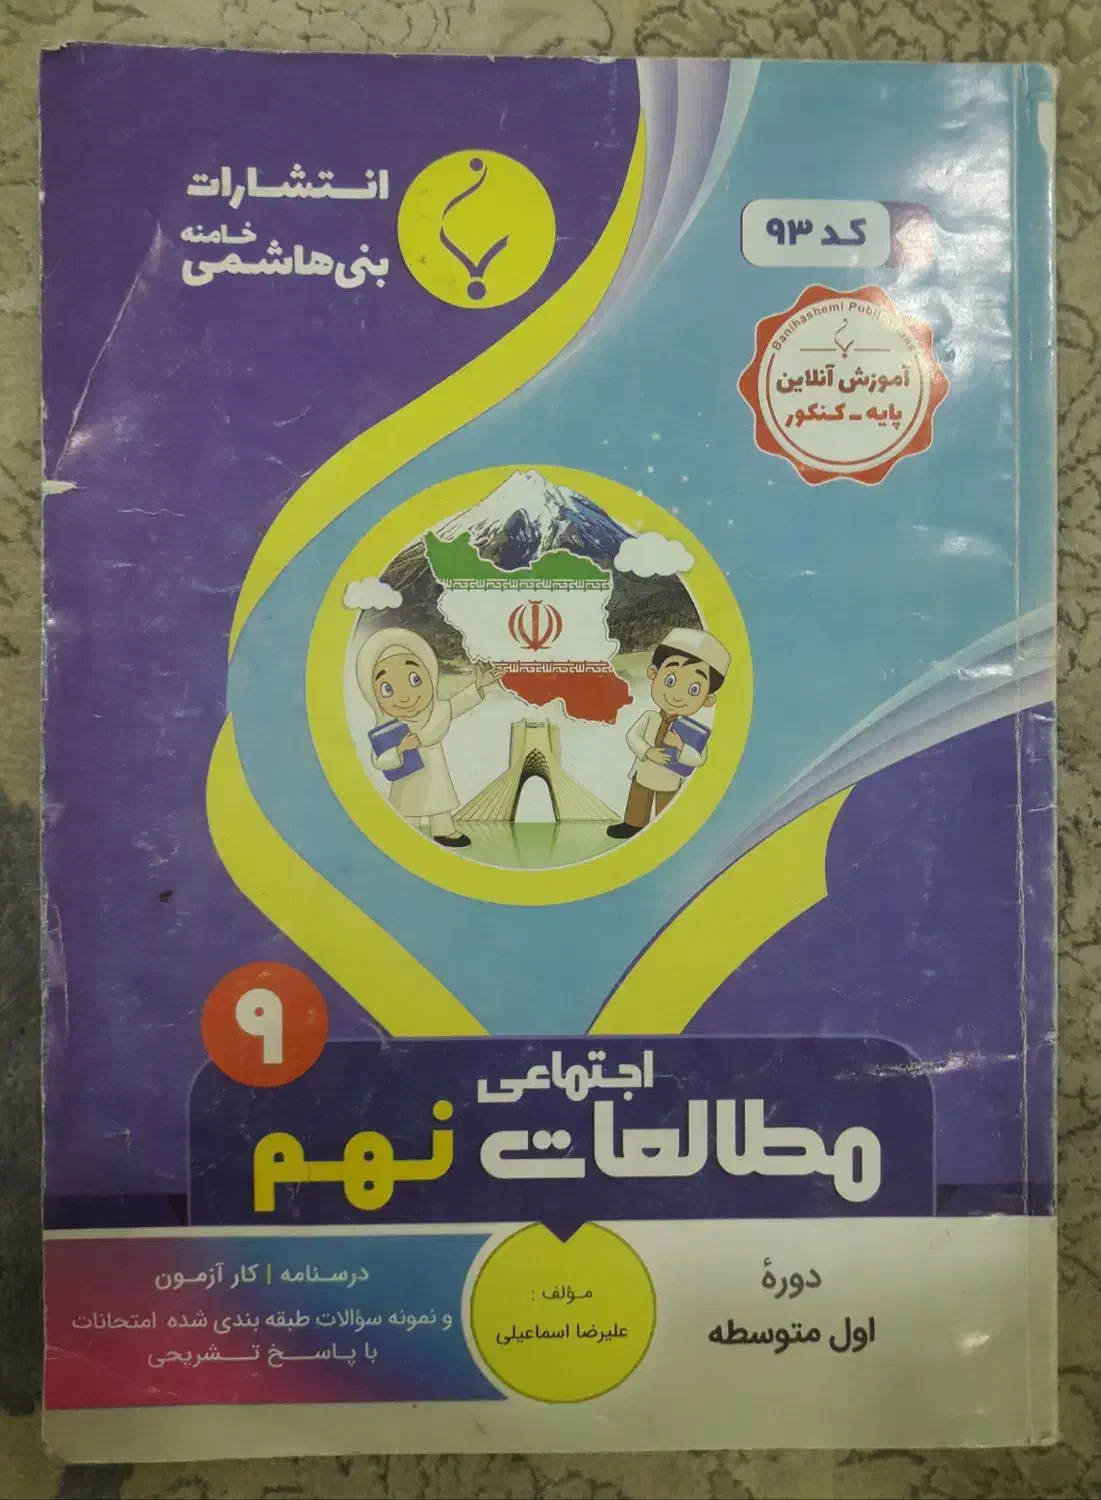 انتشارات
خامنه
بنی‌هاشمی
کد ۹۳
Banihashemi
آموزش آنلاین
پایه - کنکور
۹
اجتماعی
مطالعات نهم
دورهٔ
اول متوسطه
مؤلف :
علیرضا اسماعیلی
درسنامه | کار آزمون
و نمونه سؤالات طبقه بندی شده امتحانات
با پاسخ تشریحی